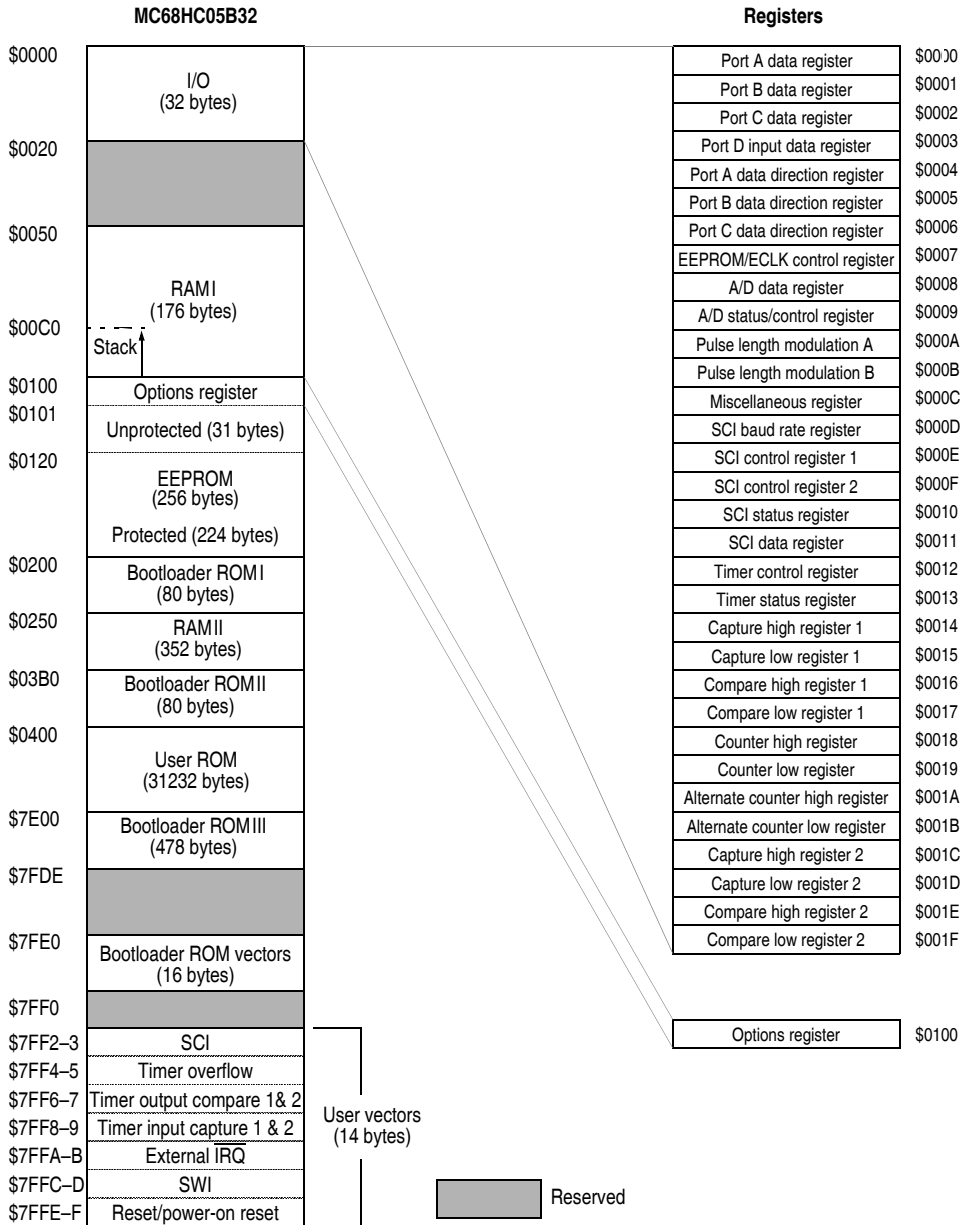 MC68HC05B32
$0000
I/O
(32 bytes)
$0020
$0050
RAMI
(176 bytes)
$00C0
Stack
$0100
Options register
$0101
Unprotected (31 bytes)
$0120
EEPROM
(256 bytes)
Protected (224 bytes)
$0200
Bootloader ROMI
(80 bytes)
$0250
RAMII
(352 bytes)
$03B0
Bootloader ROMII
(80 bytes)
$0400
User ROM
(31232 bytes)
$7E00
Bootloader ROMIII
(478 bytes)
$7FDE
$7FE0
Bootloader ROM vectors
(16 bytes)
$7FF0
$7FF2–3 SCI
$7FF4–5 Timer overflow
$7FF6–7 Timer output compare 1& 2
$7FF8–9 Timer input capture 1 & 2
$7FFA–B External IRQ
$7FFC–D SWI
$7FFE–F Reset/power-on reset
User vectors
(14 bytes)
Reserved
Registers
Port A data register $0000
Port B data register $0001
Port C data register $0002
Port D input data register $0003
Port A data direction register $0004
Port B data direction register $0005
Port C data direction register $0006
EEPROM/ECLK control register $0007
A/D data register $0008
A/D status/control register $0009
Pulse length modulation A $000A
Pulse length modulation B $000B
Miscellaneous register $000C
SCI baud rate register $000D
SCI control register 1 $000E
SCI control register 2 $000F
SCI status register $0010
SCI data register $0011
Timer control register $0012
Timer status register $0013
Capture high register 1 $0014
Capture low register 1 $0015
Compare high register 1 $0016
Compare low register 1 $0017
Counter high register $0018
Counter low register $0019
Alternate counter high register $001A
Alternate counter low register $001B
Capture high register 2 $001C
Capture low register 2 $001D
Compare high register 2 $001E
Compare low register 2 $001F
Options register $0100